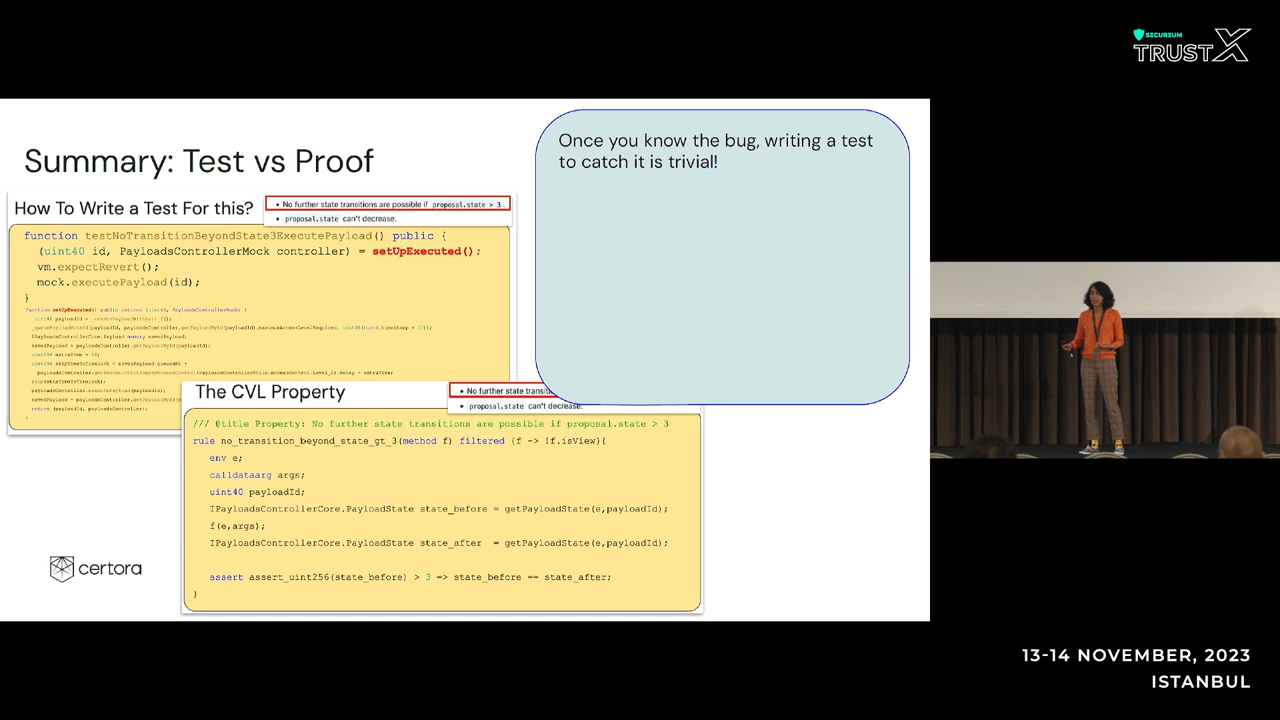 SECUREUM
TRUSTX
Summary: Test vs Proof
Once you know the bug, writing a test
to catch it is trivial!
How To Write a Test For this?
• No further state transitions are possible if proposal.state > 3.
• proposal.state can't decrease.
function testNoTransitionBeyondState3ExecutePayload() public {
(uint40 id, PayloadsControllerMock controller) = setUpExecuted();
vm.expectRevert();
mock.executePayload(id);
}
The CVL Property
• No further state transiti
• proposal.state can't decrease.
/// @title Property: No further state transitions are possible if proposal.state > 3
rule no_transition_beyond_state_gt_3(method f) filtered {f -> !f.isView}{
env e;
calldataarg args;
uint40 payloadId;
IPayloadsControllerCore.PayloadState state_before = getPayloadState(e,payloadId);
f(e,args);
IPayloadsControllerCore.PayloadState state_after = getPayloadState(e,payloadId);
assert assert_uint256(state_before) > 3 => state_before == state_after;
}
certora
13-14 NOVEMBER, 2023
ISTANBUL